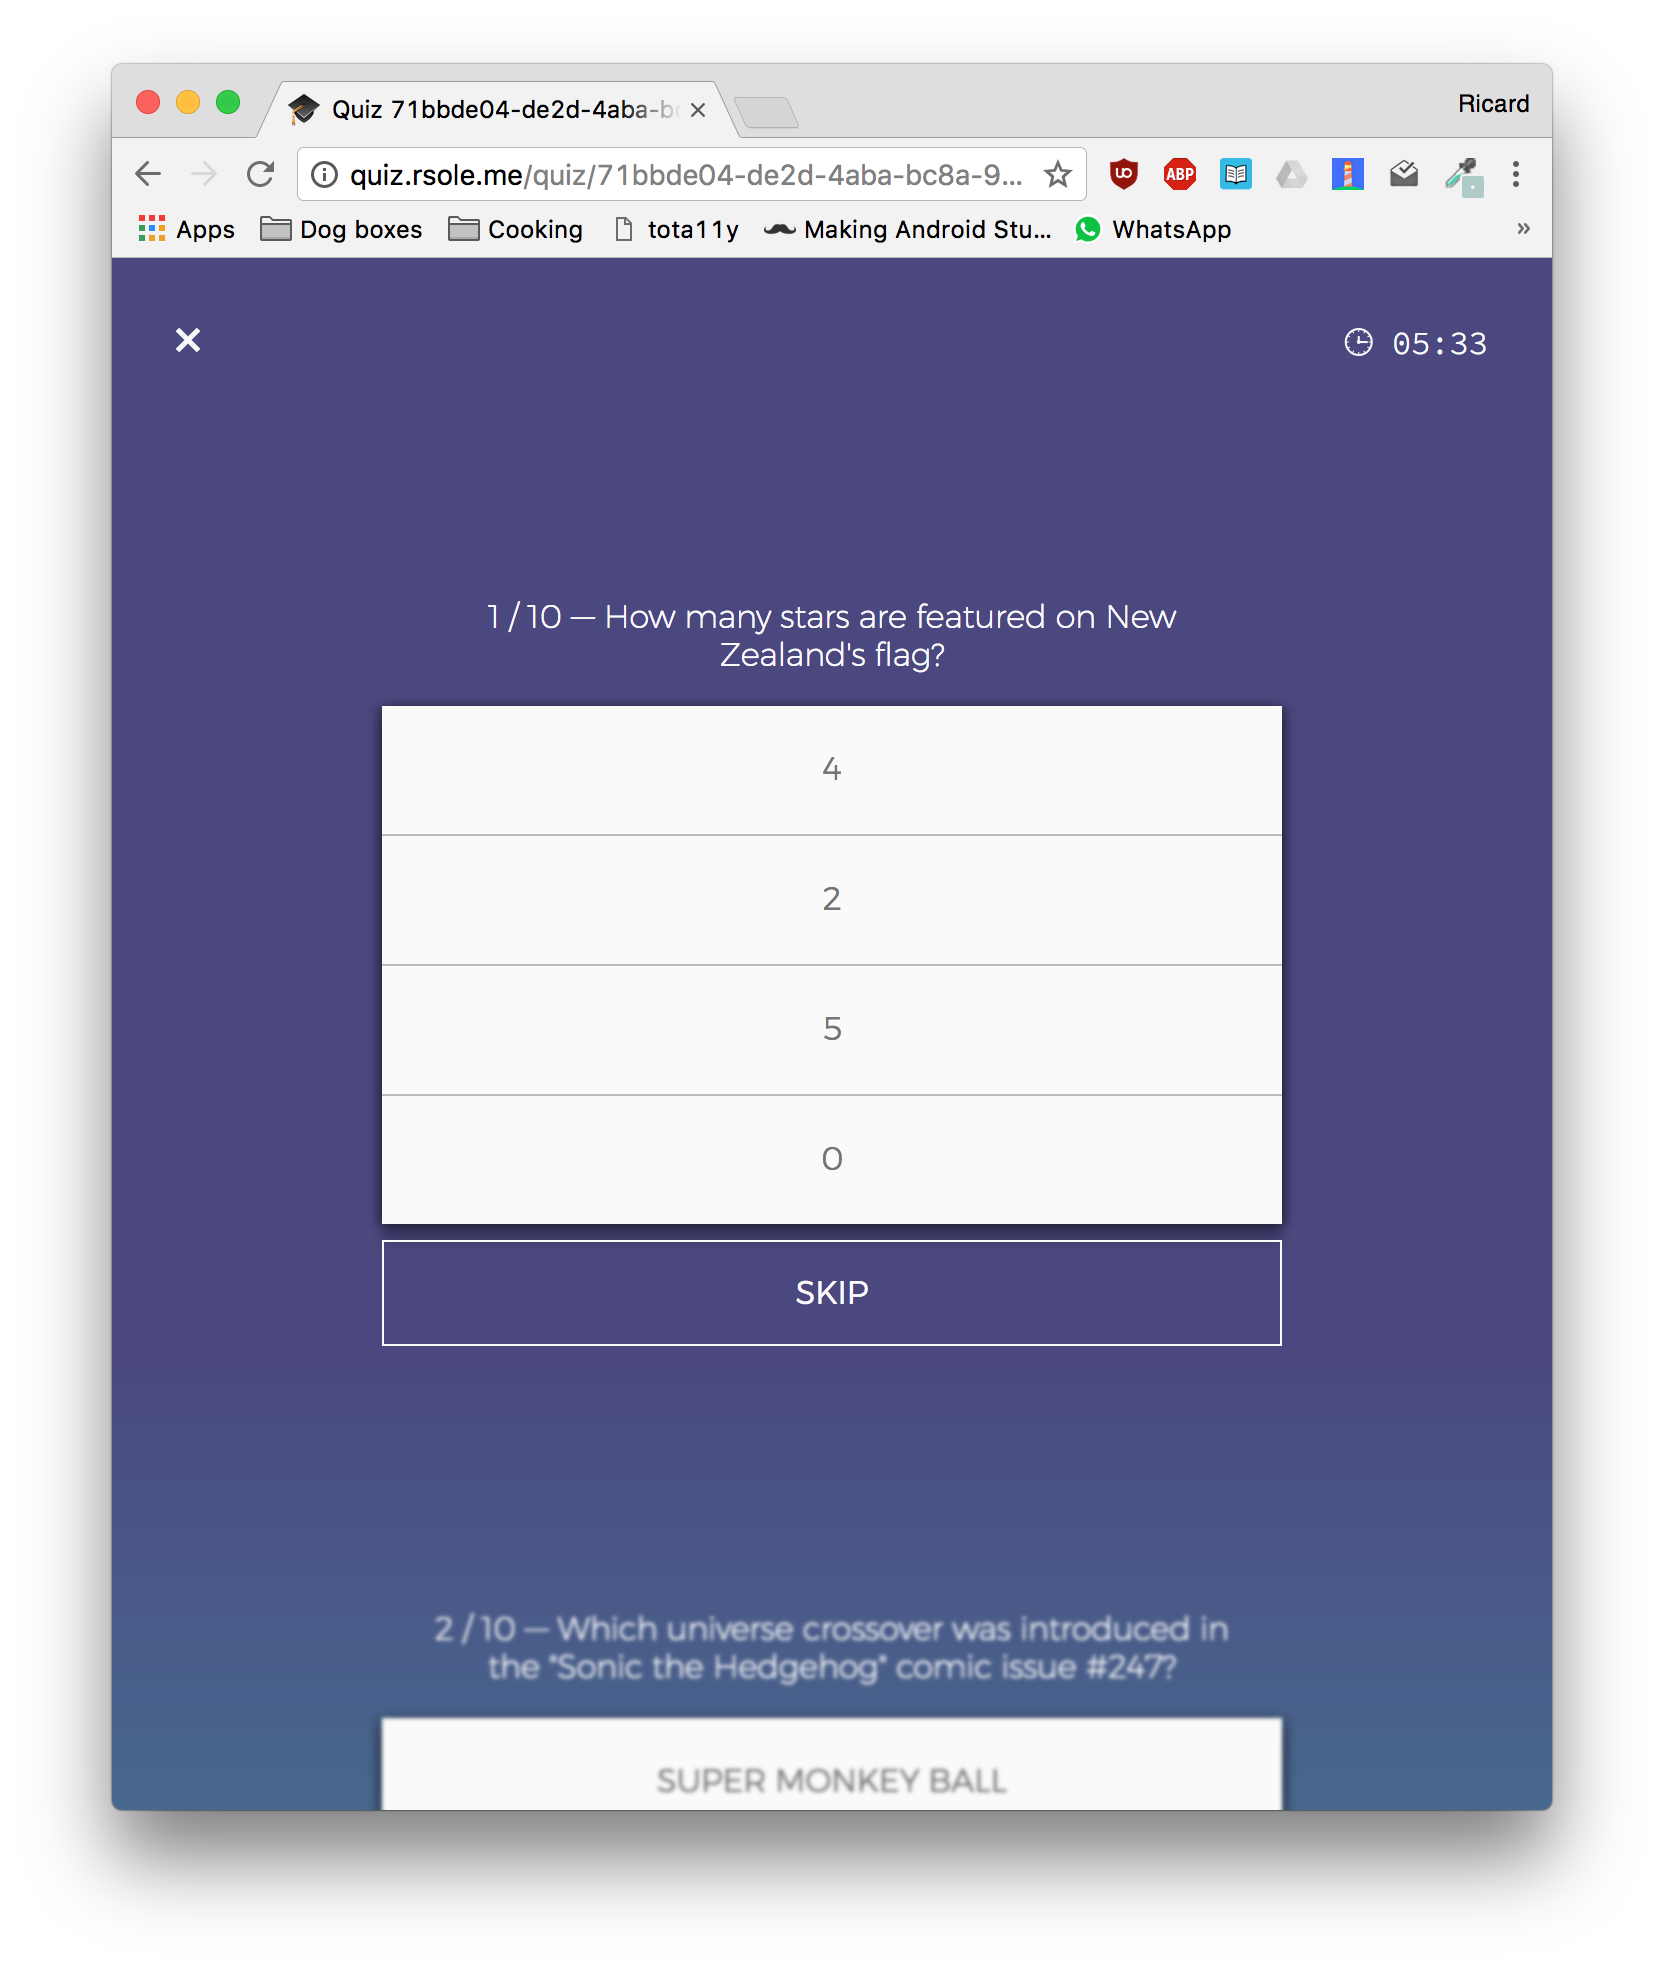 Quiz 71bbde04-de2d-4aba-bc
Ricard
quiz.rsole.me/quiz/71bbde04-de2d-4aba-bc8a-9...
ABP
Apps
Dog boxes
Cooking
tota11y
Making Android Stu...
WhatsApp
»
05:33
1 / 10 — How many stars are featured on New
Zealand's flag?
4
2
5
0
SKIP
2 / 10 — Which universe crossover was introduced in
the "Sonic the Hedgehog" comic issue #247?
SUPER MONKEY BALL